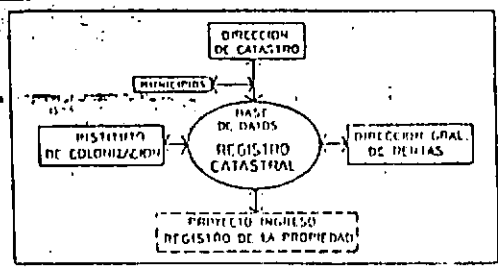 DIRECCION
DE CATASTRO
MUNICIPIOS
BASE
DE DATOS
REGISTRO
CATASTRAL
INSTITUTO
DE COLONIZACION
DIRECCION GRAL.
DE RENTAS
PROYECTO INGRESO
REGISTRO DE LA PROPIEDAD